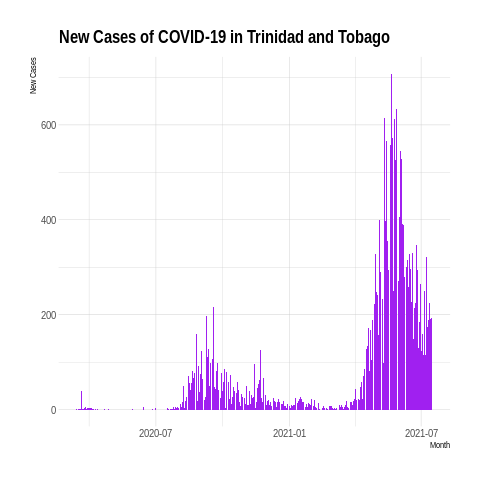 New Cases of COVID-19 in Trinidad and Tobago
New Cases
600
400
200
0
2020-07 2021-01 2021-07
Month